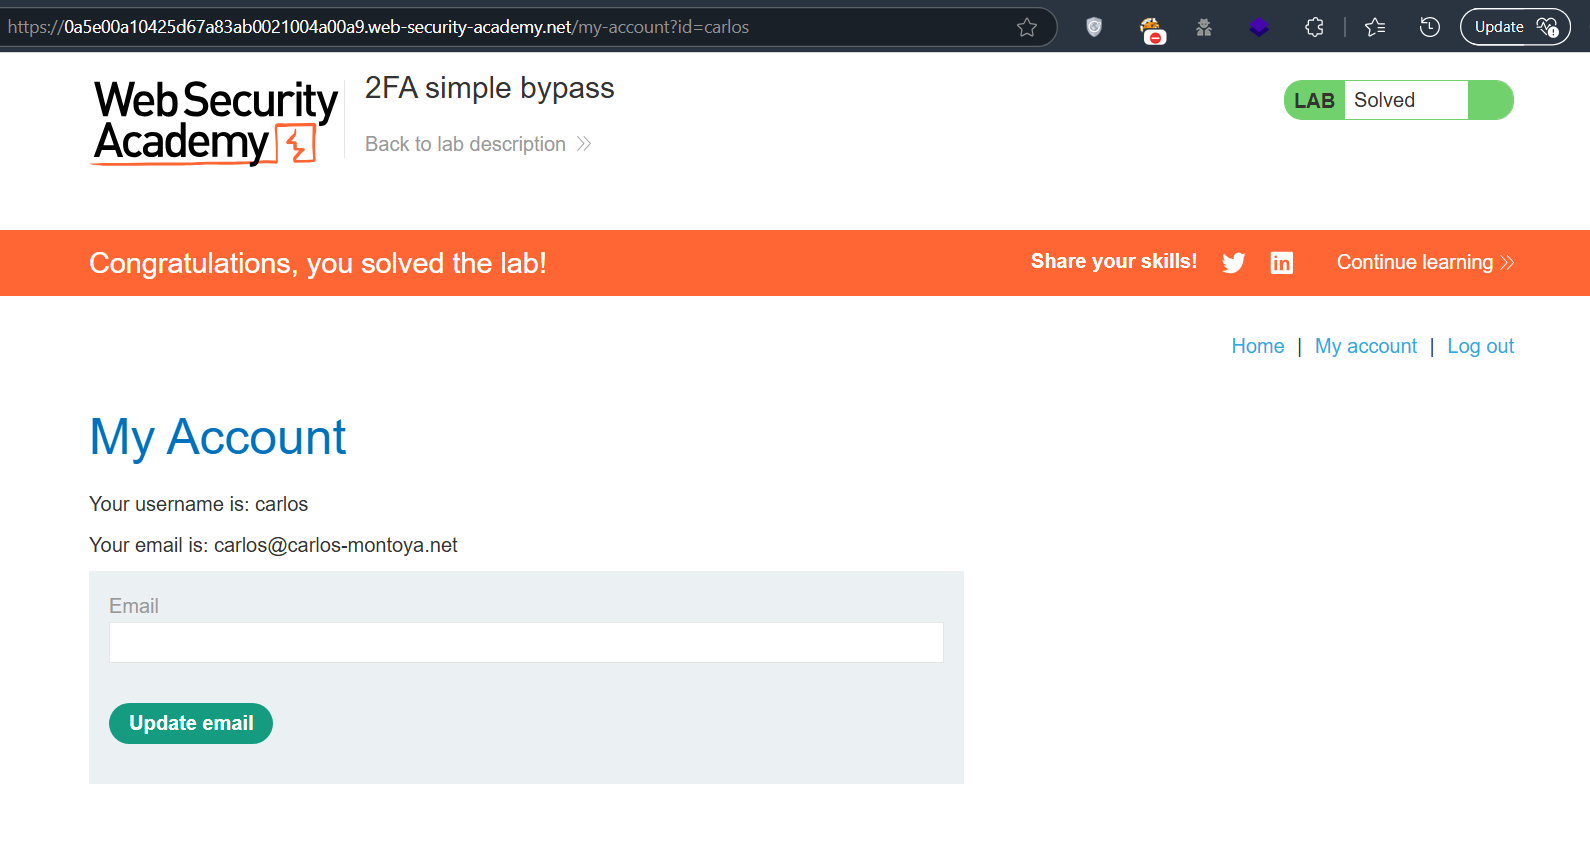 https://0a5e00a10425d67a83ab0021004a00a9.web-security-academy.net/my-account?id=carlos
Update
Web Security
Academy
2FA simple bypass
Back to lab description
LAB Solved
Congratulations, you solved the lab!
Share your skills!
Continue learning
Home | My account | Log out
My Account
Your username is: carlos
Your email is: carlos@carlos-montoya.net
Email
Update email